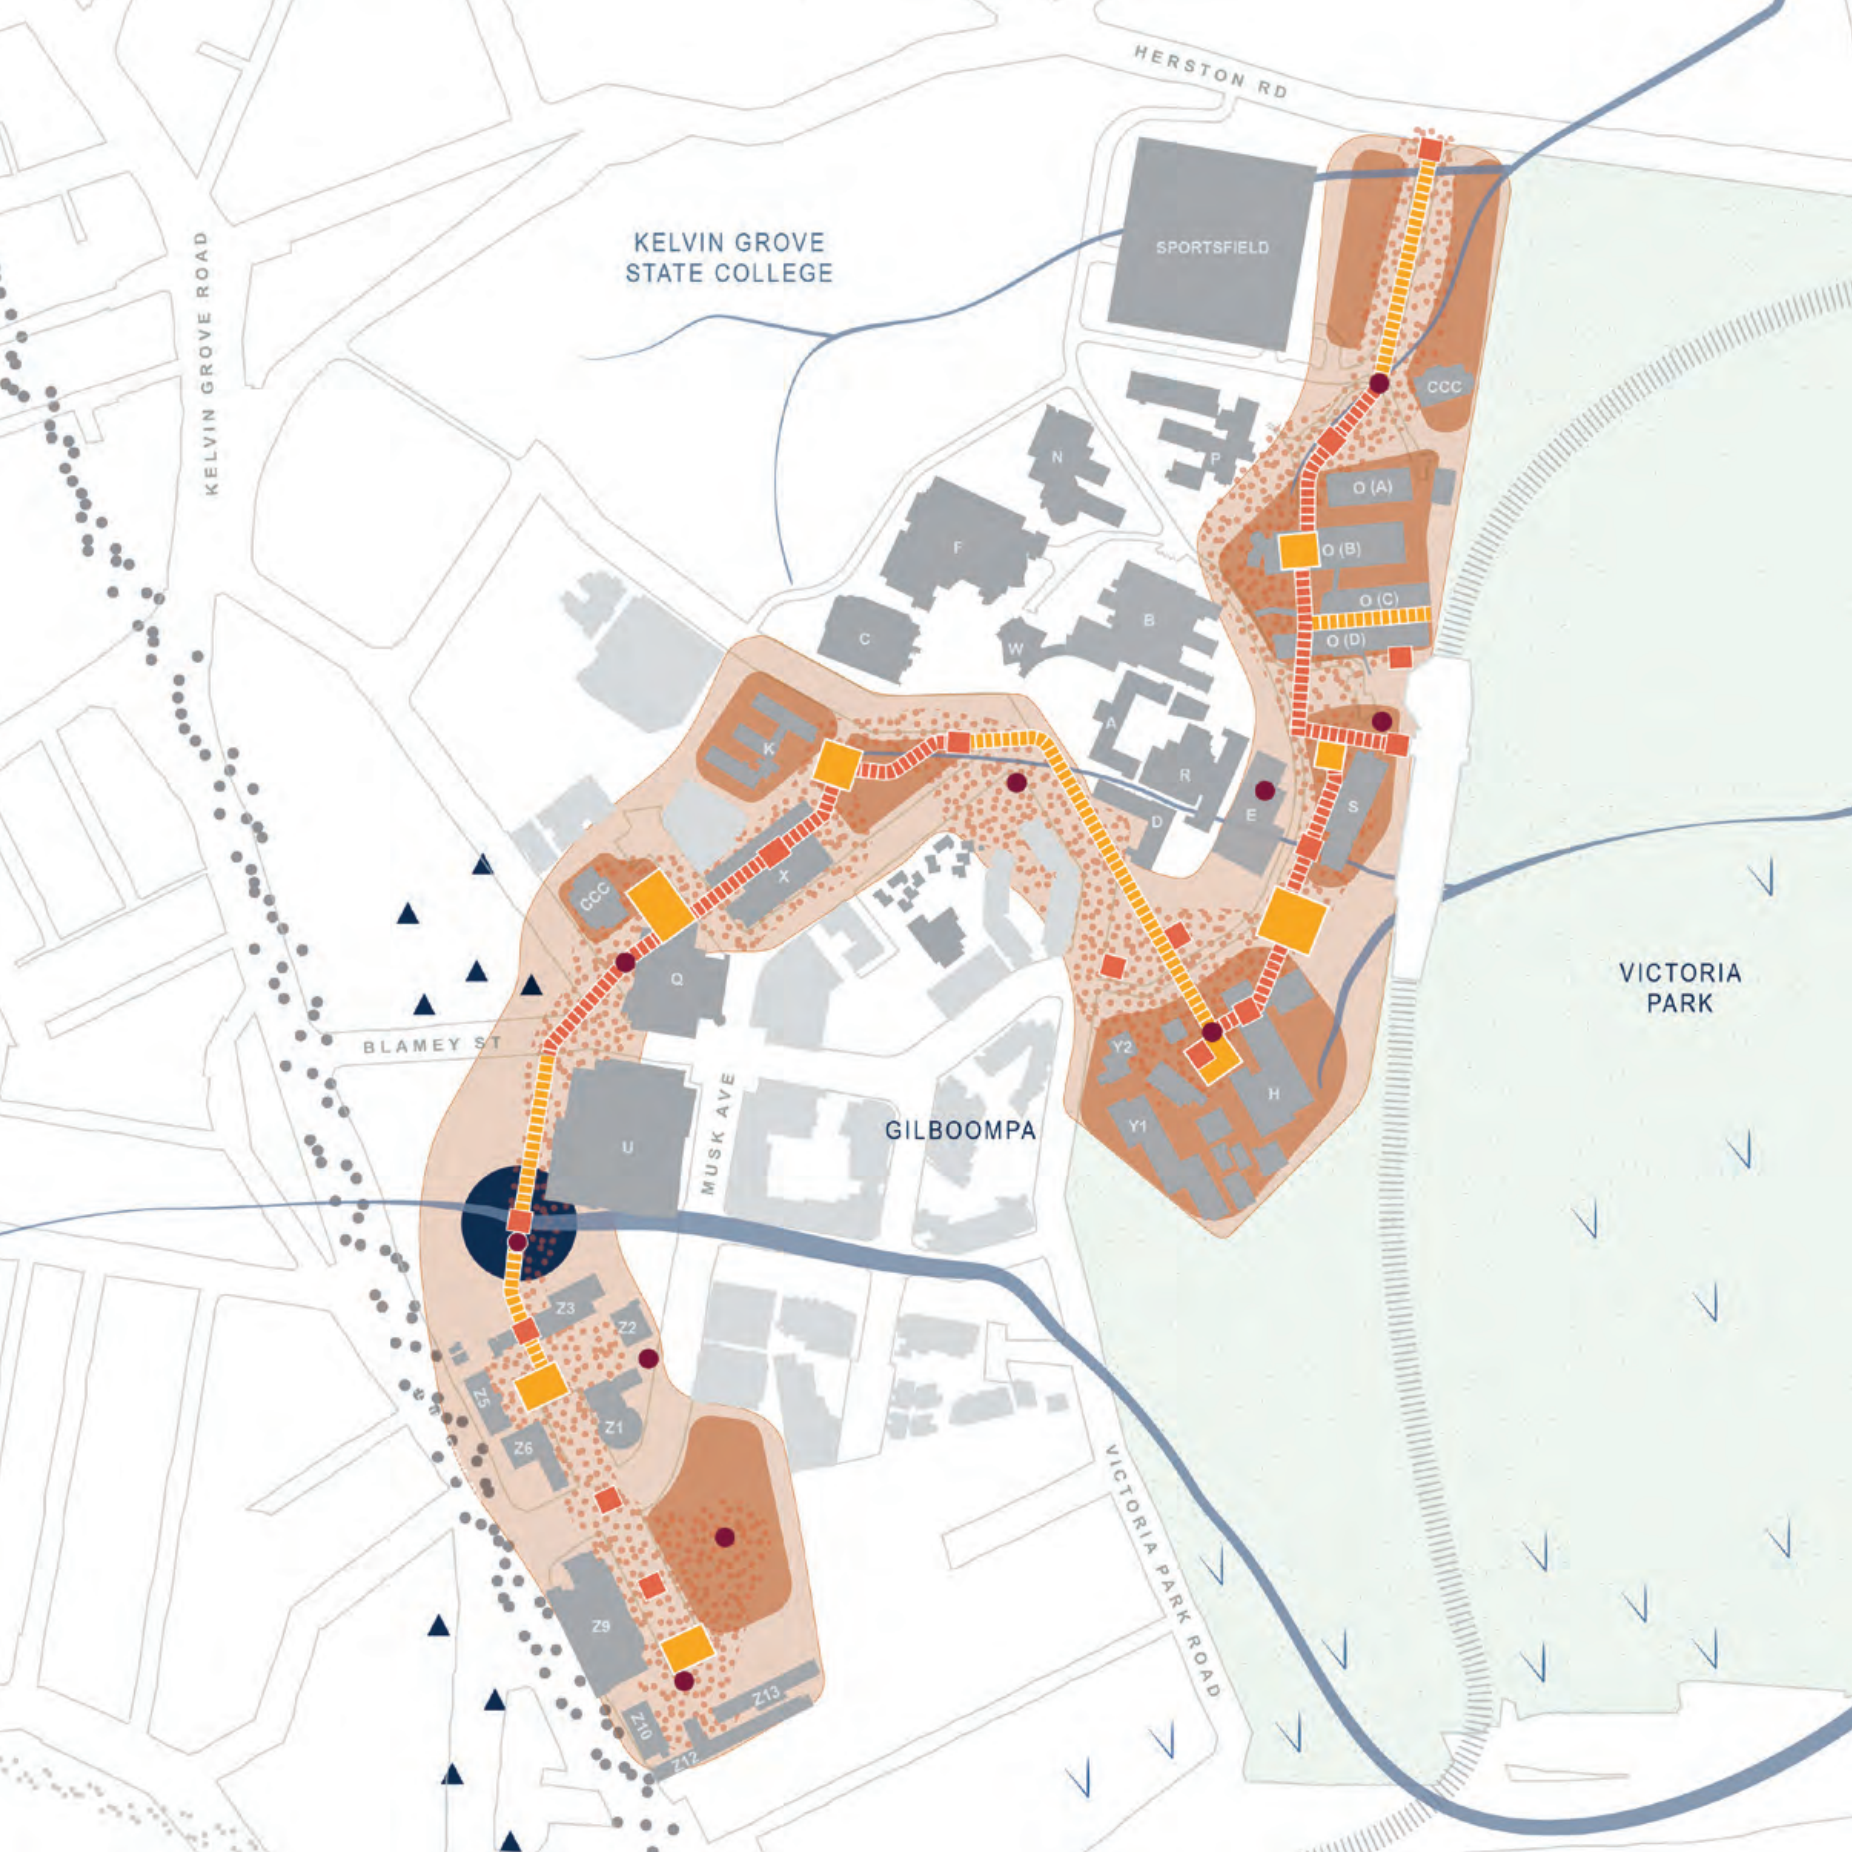 HERSTON RD
KELVIN GROVE
STATE COLLEGE
SPORTSFIELD
KELVIN GROVE ROAD
CCC
N
P
O (A)
F
O (B)
O (C)
C
W
B
O (D)
A
K
R
S
E
D
X
CCC
Q
VICTORIA
PARK
BLAMEY ST
Y2
H
MUSK AVE
GILBOOMPA
Y1
U
Z3
Z2
Z5
Z1
Z6
VICTORIA PARK ROAD
Z9
Z13
Z10
Z12